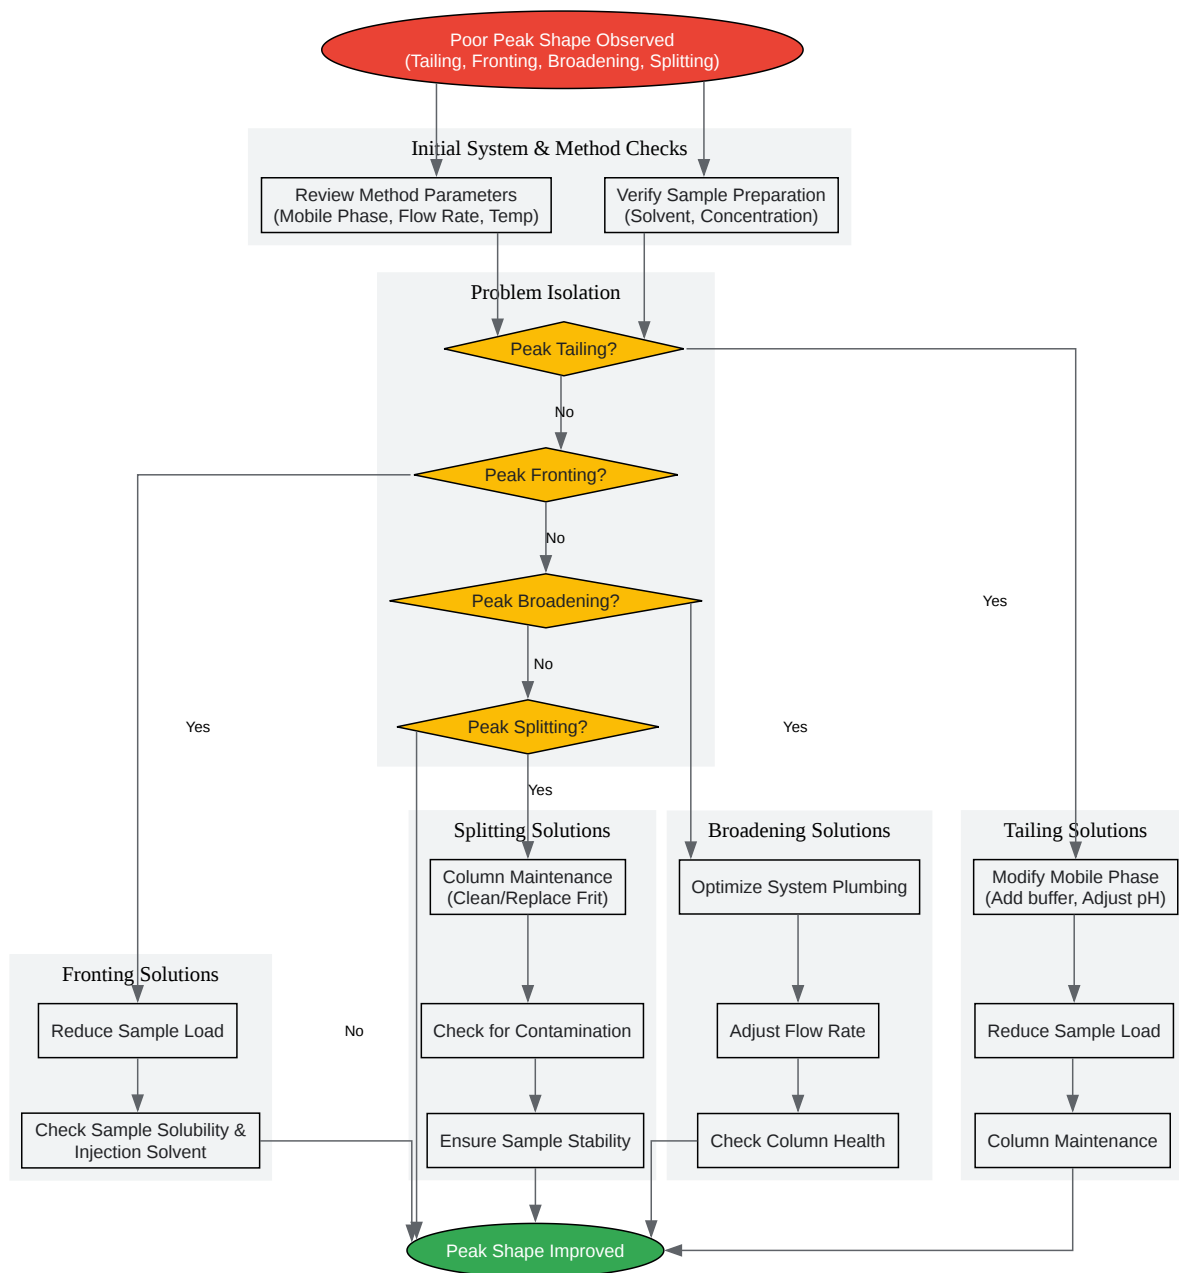 Poor Peak Shape Observed
(Tailing, Fronting, Broadening, Splitting)
Initial System & Method Checks
Review Method Parameters
(Mobile Phase, Flow Rate, Temp)
Verify Sample Preparation
(Solvent, Concentration)
Problem Isolation
Peak Tailing?
No
Peak Fronting?
No
Peak Broadening?
Yes
No
Peak Splitting?
Yes
Yes
Yes
Splitting Solutions
Broadening Solutions
Tailing Solutions
Column Maintenance
(Clean/Replace Frit)
Optimize System Plumbing
Modify Mobile Phase
(Add buffer, Adjust pH)
Fronting Solutions
Reduce Sample Load
No
Check for Contamination
Adjust Flow Rate
Reduce Sample Load
Check Sample Solubility &
Injection Solvent
Ensure Sample Stability
Check Column Health
Column Maintenance
Peak Shape Improved